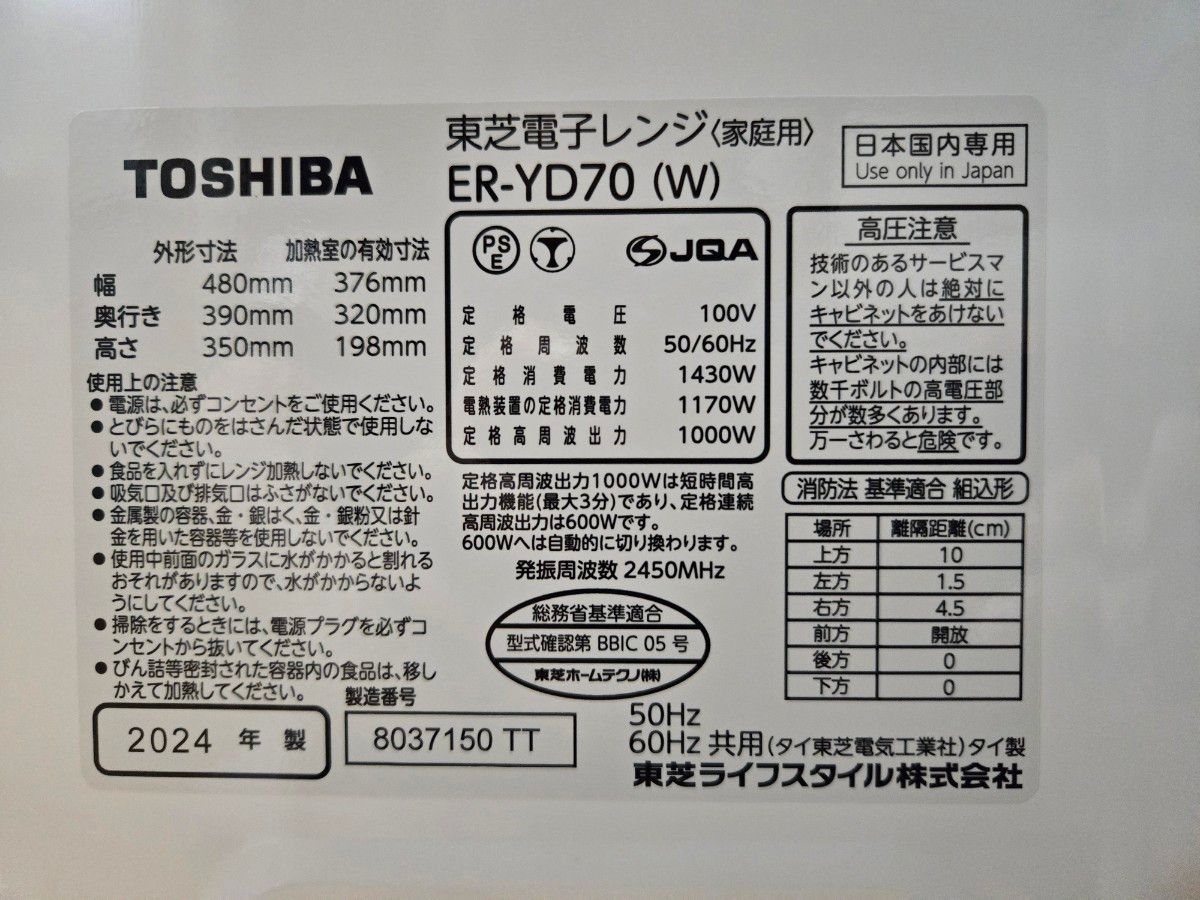 東芝電子レンジ〈家庭用〉
TOSHIBA
ER-YD70 (W)
日本国内専用
Use only in Japan
外形寸法 加熱室の有効寸法
幅 480mm 376mm
奥行き 390mm 320mm
高さ 350mm 198mm
使用上の注意
●電源は、必ずコンセントをご使用ください。
●とびらにものをはさんだ状態で使用しな
いでください。
●食品を入れずにレンジ加熱しないでください。
●吸気口及び排気口はふさがないでください。
●金属製の容器、金・銀はく、金・銀粉又は針
金を用いた容器等を使用しないでください。
●使用中前面のガラスに水がかかると割れる
おそれがありますので、水がかからないよ
うにしてください。
●掃除をするときには、電源プラグを必ずコ
ンセントから抜いてください。
●びん詰等密封された容器内の食品は、移し
かえて加熱してください。
PS
E
JQA
定格電圧 100V
定格周波数 50/60Hz
定格消費電力 1430W
電熱装置の定格消費電力 1170W
定格高周波出力 1000W
定格高周波出力1000Wは短時間高
出力機能(最大3分)であり、定格連続
高周波出力は600Wです。
600Wへは自動的に切り換わります。
発振周波数 2450MHz
総務省基準適合
型式確認第 BBIC 05 号
東芝ホームテクノ(株)
高圧注意
技術のあるサービスマ
ン以外の人は絶対に
キャビネットをあけない
でください。
キャビネットの内部には
数千ボルトの高電圧部
分が数多くあります。
万一さわると危険です。
消防法 基準適合 組込形
場所 離隔距離(cm)
上方 10
左方 1.5
右方 4.5
前方 開放
後方 0
下方 0
製造番号
2024 年 製
8037150 TT
50Hz
60Hz 共用(タイ東芝電気工業社)タイ製
東芝ライフスタイル株式会社